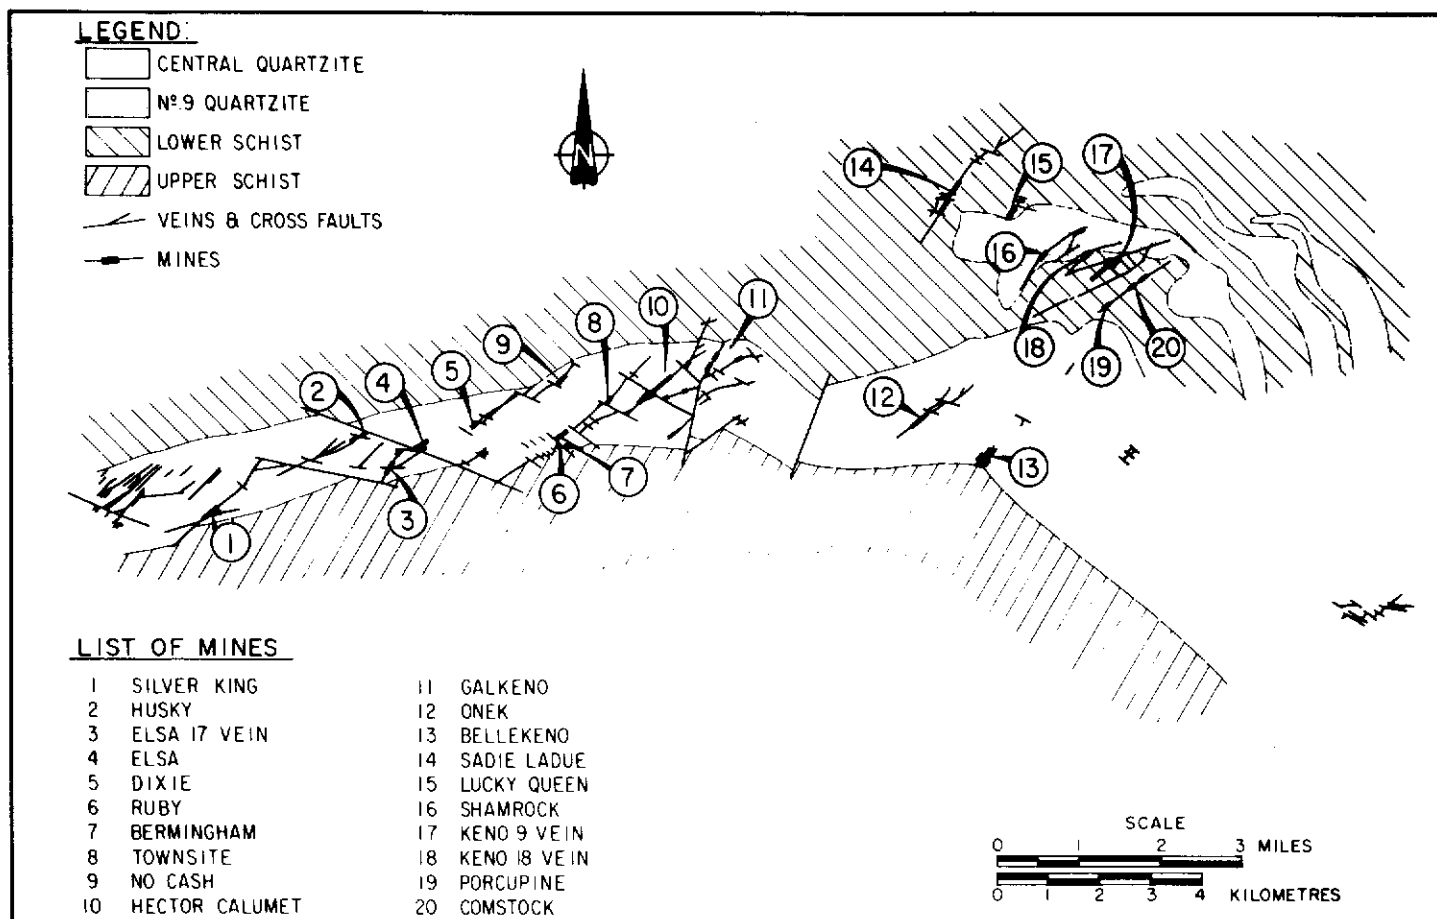 LEGEND:
CENTRAL QUARTZITE
Nº.9 QUARTZITE
LOWER SCHIST
UPPER SCHIST
VEINS & CROSS FAULTS
MINES
N
14
15
17
16
18
19
20
11
10
8
9
5
4
2
12
13
7
6
3
1
LIST OF MINES
1 SILVER KING
2 HUSKY
3 ELSA 17 VEIN
4 ELSA
5 DIXIE
6 RUBY
7 BERMINGHAM
8 TOWNSITE
9 NO CASH
10 HECTOR CALUMET
11 GALKENO
12 ONEK
13 BELLEKENO
14 SADIE LADUE
15 LUCKY QUEEN
16 SHAMROCK
17 KENO 9 VEIN
18 KENO 18 VEIN
19 PORCUPINE
20 COMSTOCK
SCALE
0 1 2 3 MILES
0 1 2 3 4 KILOMETRES